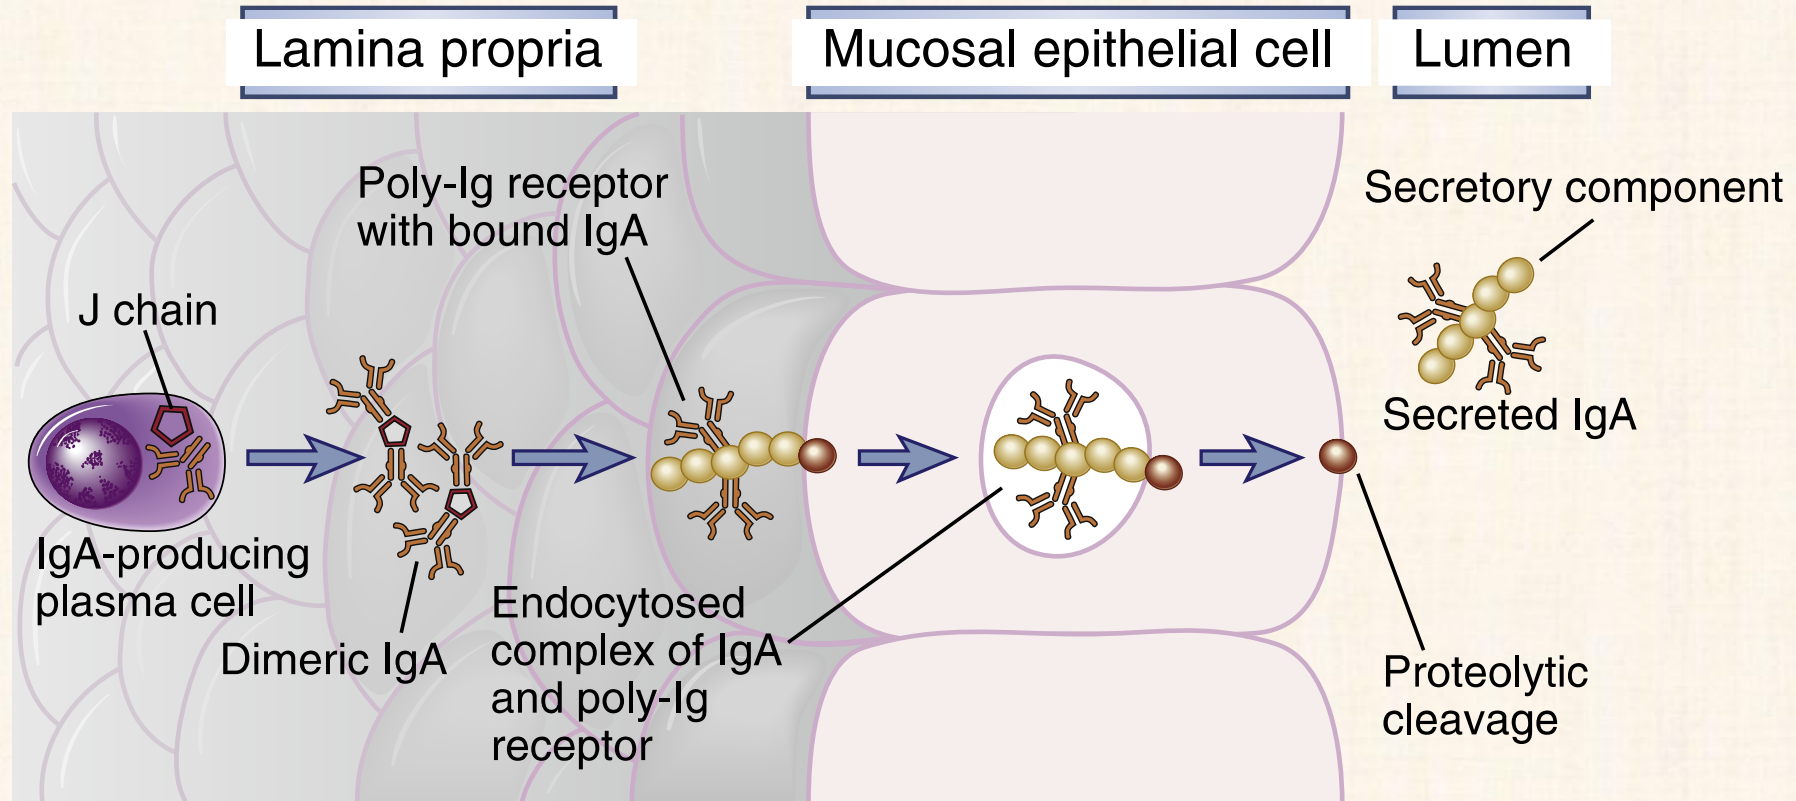 Lamina propria
Mucosal epithelial cell
Lumen
Poly-Ig receptor
with bound IgA
Secretory component
J chain
Secreted IgA
IgA-producing
plasma cell
Dimeric IgA
Endocytosed
complex of IgA
and poly-Ig
receptor
Proteolytic
cleavage